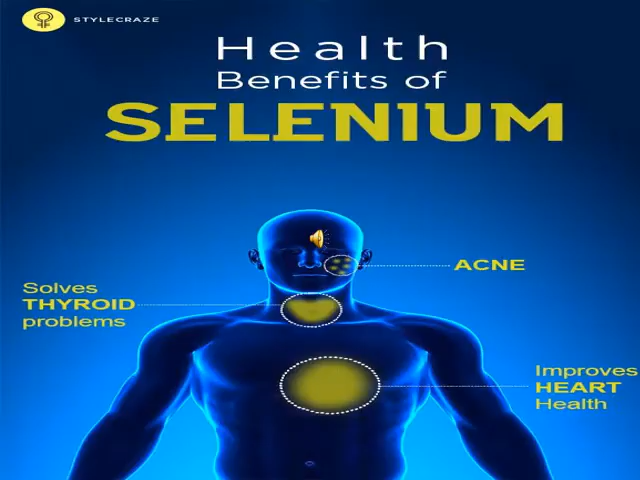 STYLECRAZE
Health
Benefits of
SELENIUM
ACNE
Solves
THYROID
problems
Improves
HEART
Health